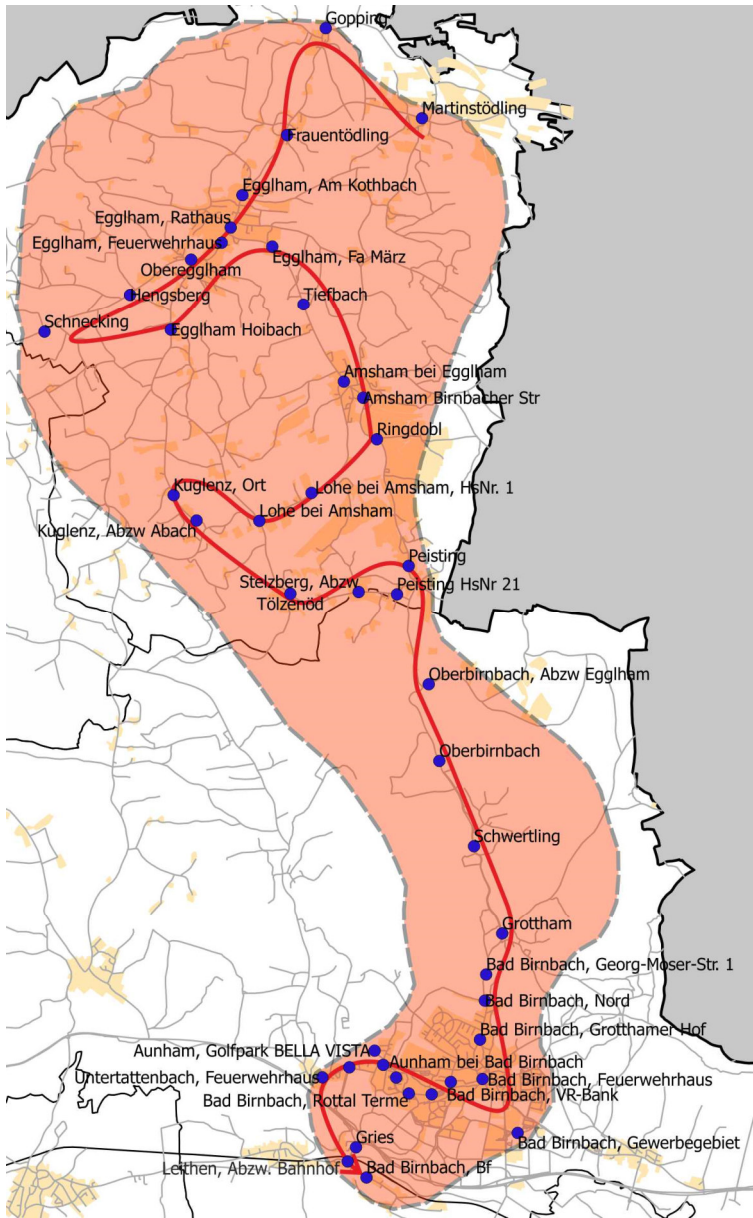 Gopping
Martinstödling
Frauentödling
Egglham, Am Kothbach
Egglham, Rathaus
Egglham, Feuerwehrhaus
Egglham, Fa März
Oberegglham
Hengsberg
Tiefbach
Schnecking
Egglham Hoibach
Amsham bei Egglham
Amsham Birnbacher Str
Ringdobl
Kuglenz, Ort
Lohe bei Amsham, HsNr. 1
Lohe bei Amsham
Kuglenz, Abzw Abach
Peisting
Stelzberg, Abzw
Peisting HsNr 21
Tölzenöd
Oberbirnbach, Abzw Egglham
Oberbirnbach
Schwertling
Grottham
Bad Birnbach, Georg-Moser-Str. 1
Bad Birnbach, Nord
Bad Birnbach, Grotthamer Hof
Aunham, Golfpark BELLA VISTA
Aunham bei Bad Birnbach
Untertattenbach, Feuerwehrhaus
Bad Birnbach, Feuerwehrhaus
Bad Birnbach, Rottal Terme
Bad Birnbach, VR-Bank
Gries
Bad Birnbach, Gewerbegebiet
Leithen, Abzw. Bahnhof
Bad Birnbach, Bf